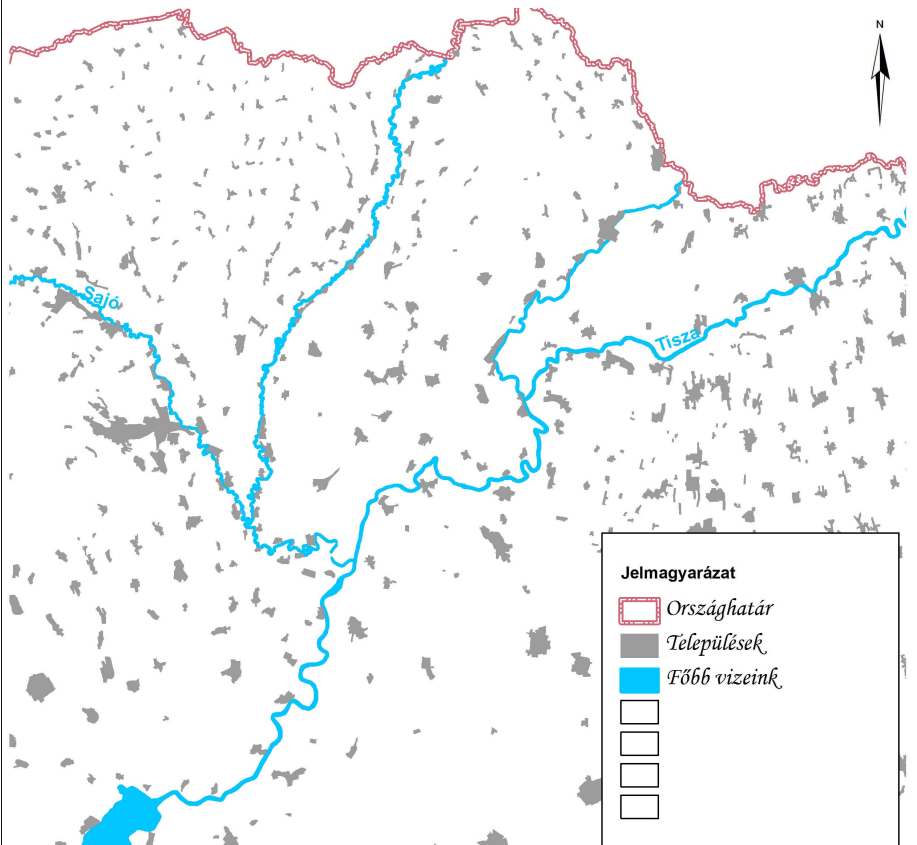 N
Sajó
Tisza
Jelmagyarázat
Országhatár
Települések
Főbb vizeink